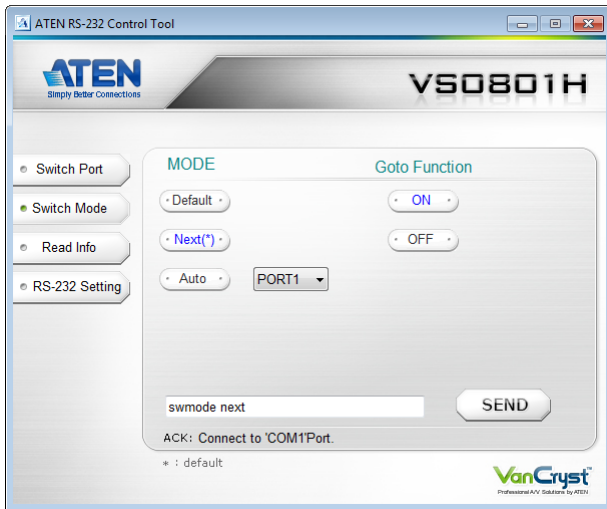 ATEN RS-232 Control Tool
ATEN
Simply Better Connections
VS0801H
Switch Port
Switch Mode
Read Info
RS-232 Setting
MODE
Goto Function
Default
ON
Next(*)
OFF
Auto
PORT1
swmode next
SEND
ACK: Connect to 'COM1'Port.
* : default
VanCryst™
Professional A/V Solutions by ATEN